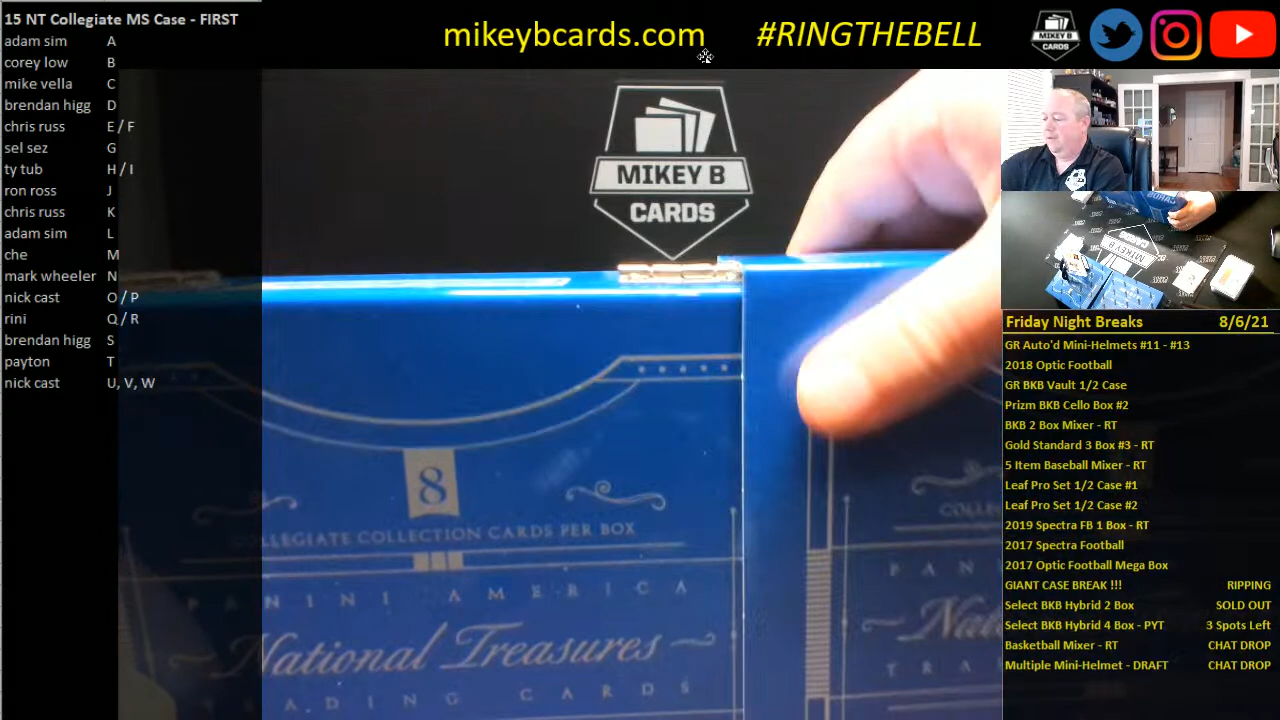 15 NT Collegiate MS Case - FIRST
adam sim A
corey low B
mike vella C
brendan higg D
chris russ E / F
sel sez G
ty tub H / I
ron ross J
chris russ K
adam sim L
che M
mark wheeler N
nick cast O / P
rini Q / R
brendan higg S
payton T
nick cast U, V, W
mikeybcards.com #RINGTHEBELL
MIKEY B
CARDS
MIKEY B
CARDS
8
COLLEGIATE COLLECTION CARDS PER BOX
PANINI AMERICA
National Treasures
TRADING CARDS
COLL
PAN
Nat
TRA
Friday Night Breaks 8/6/21
GR Auto'd Mini-Helmets #11 - #13
2018 Optic Football
GR BKB Vault 1/2 Case
Prizm BKB Cello Box #2
BKB 2 Box Mixer - RT
Gold Standard 3 Box #3 - RT
5 Item Baseball Mixer - RT
Leaf Pro Set 1/2 Case #1
Leaf Pro Set 1/2 Case #2
2019 Spectra FB 1 Box - RT
2017 Spectra Football
2017 Optic Football Mega Box
GIANT CASE BREAK !!! RIPPING
Select BKB Hybrid 2 Box SOLD OUT
Select BKB Hybrid 4 Box - PYT 3 Spots Left
Basketball Mixer - RT CHAT DROP
Multiple Mini-Helmet - DRAFT CHAT DROP